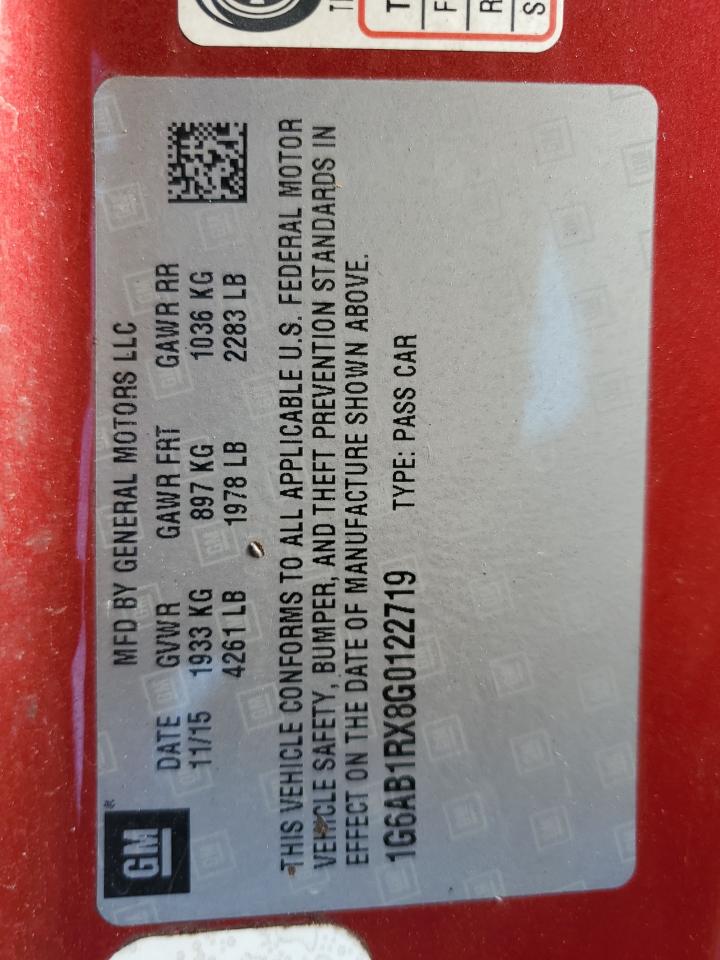 GM®
MFD BY GENERAL MOTORS LLC
DATE GVWR GAWR FRT GAWR RR
11/15 1933 KG 897 KG 1036 KG
4261 LB 1978 LB 2283 LB
THIS VEHICLE CONFORMS TO ALL APPLICABLE U.S. FEDERAL MOTOR
VEHICLE SAFETY, BUMPER, AND THEFT PREVENTION STANDARDS IN
EFFECT ON THE DATE OF MANUFACTURE SHOWN ABOVE.
1G6AB1RX8G0122719 TYPE: PASS CAR